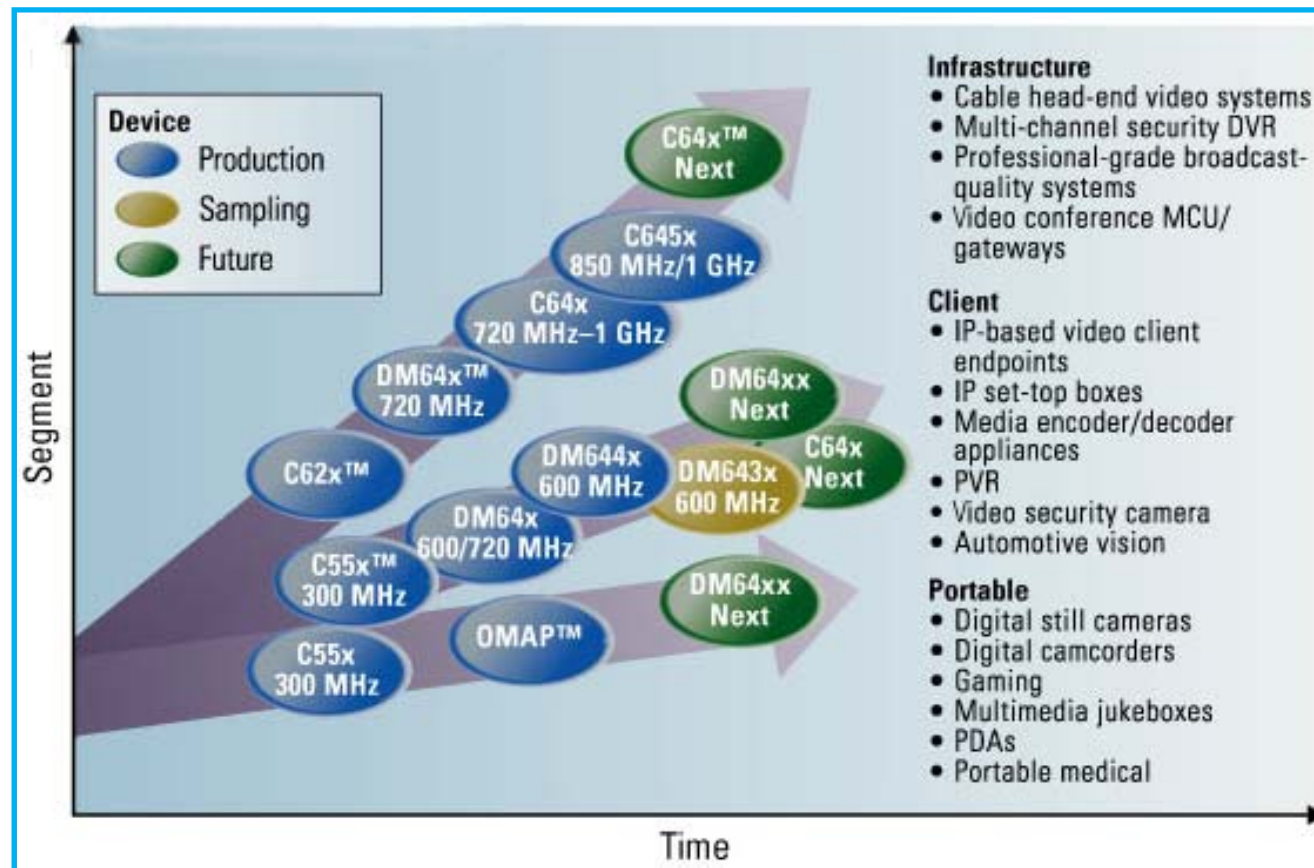 Device
Production
Sampling
Future
C64x™
Next
C645x
850 MHz/1 GHz
C64x
720 MHz–1 GHz
DM64x™
720 MHz
C62x™
DM64xx
Next
C64x
Next
DM643x
600 MHz
DM644x
600 MHz
DM64x
600/720 MHz
C55x™
300 MHz
DM64xx
Next
OMAP™
C55x
300 MHz
Infrastructure
• Cable head-end video systems
• Multi-channel security DVR
• Professional-grade broadcast-
quality systems
• Video conference MCU/
gateways
Client
• IP-based video client
endpoints
• IP set-top boxes
• Media encoder/decoder
appliances
• PVR
• Video security camera
• Automotive vision
Portable
• Digital still cameras
• Digital camcorders
• Gaming
• Multimedia jukeboxes
• PDAs
• Portable medical
Segment
Time